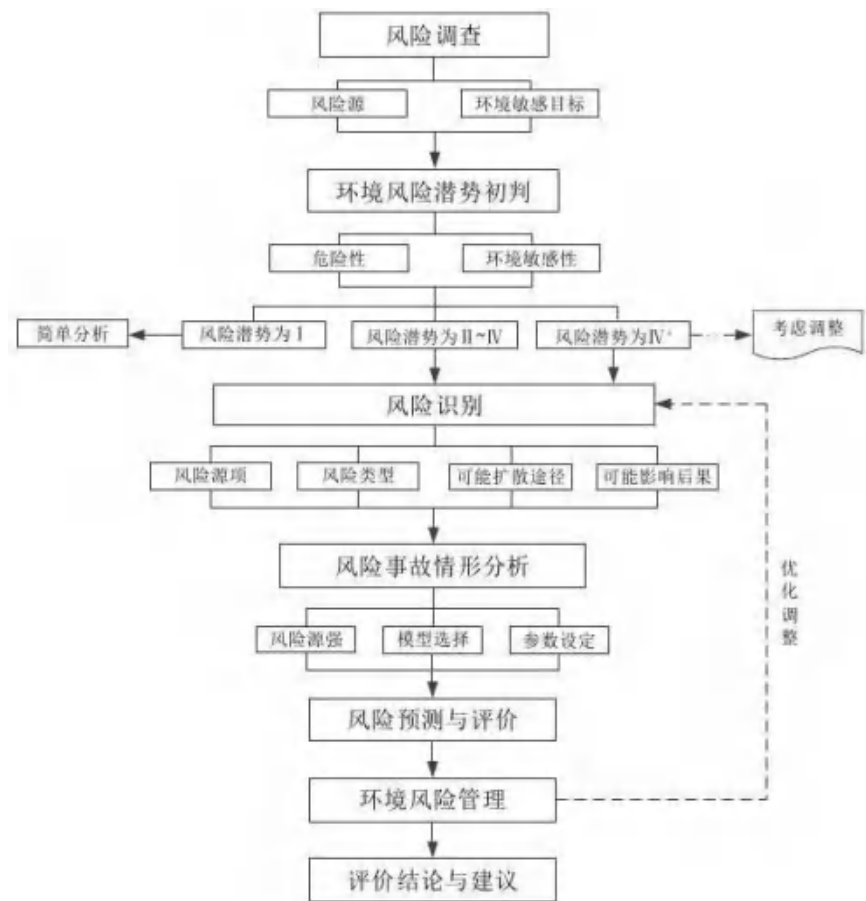 风险调查
风险源 环境敏感目标
环境风险潜势初判
危险性 环境敏感性
简单分析 风险潜势为Ⅰ 风险潜势为Ⅱ~Ⅳ 风险潜势为Ⅳ⁺ 考虑调整
风险识别
风险源项 风险类型 可能扩散途径 可能影响后果
风险事故情形分析
优化调整
风险源强 模型选择 参数设定
风险预测与评价
环境风险管理
评价结论与建议